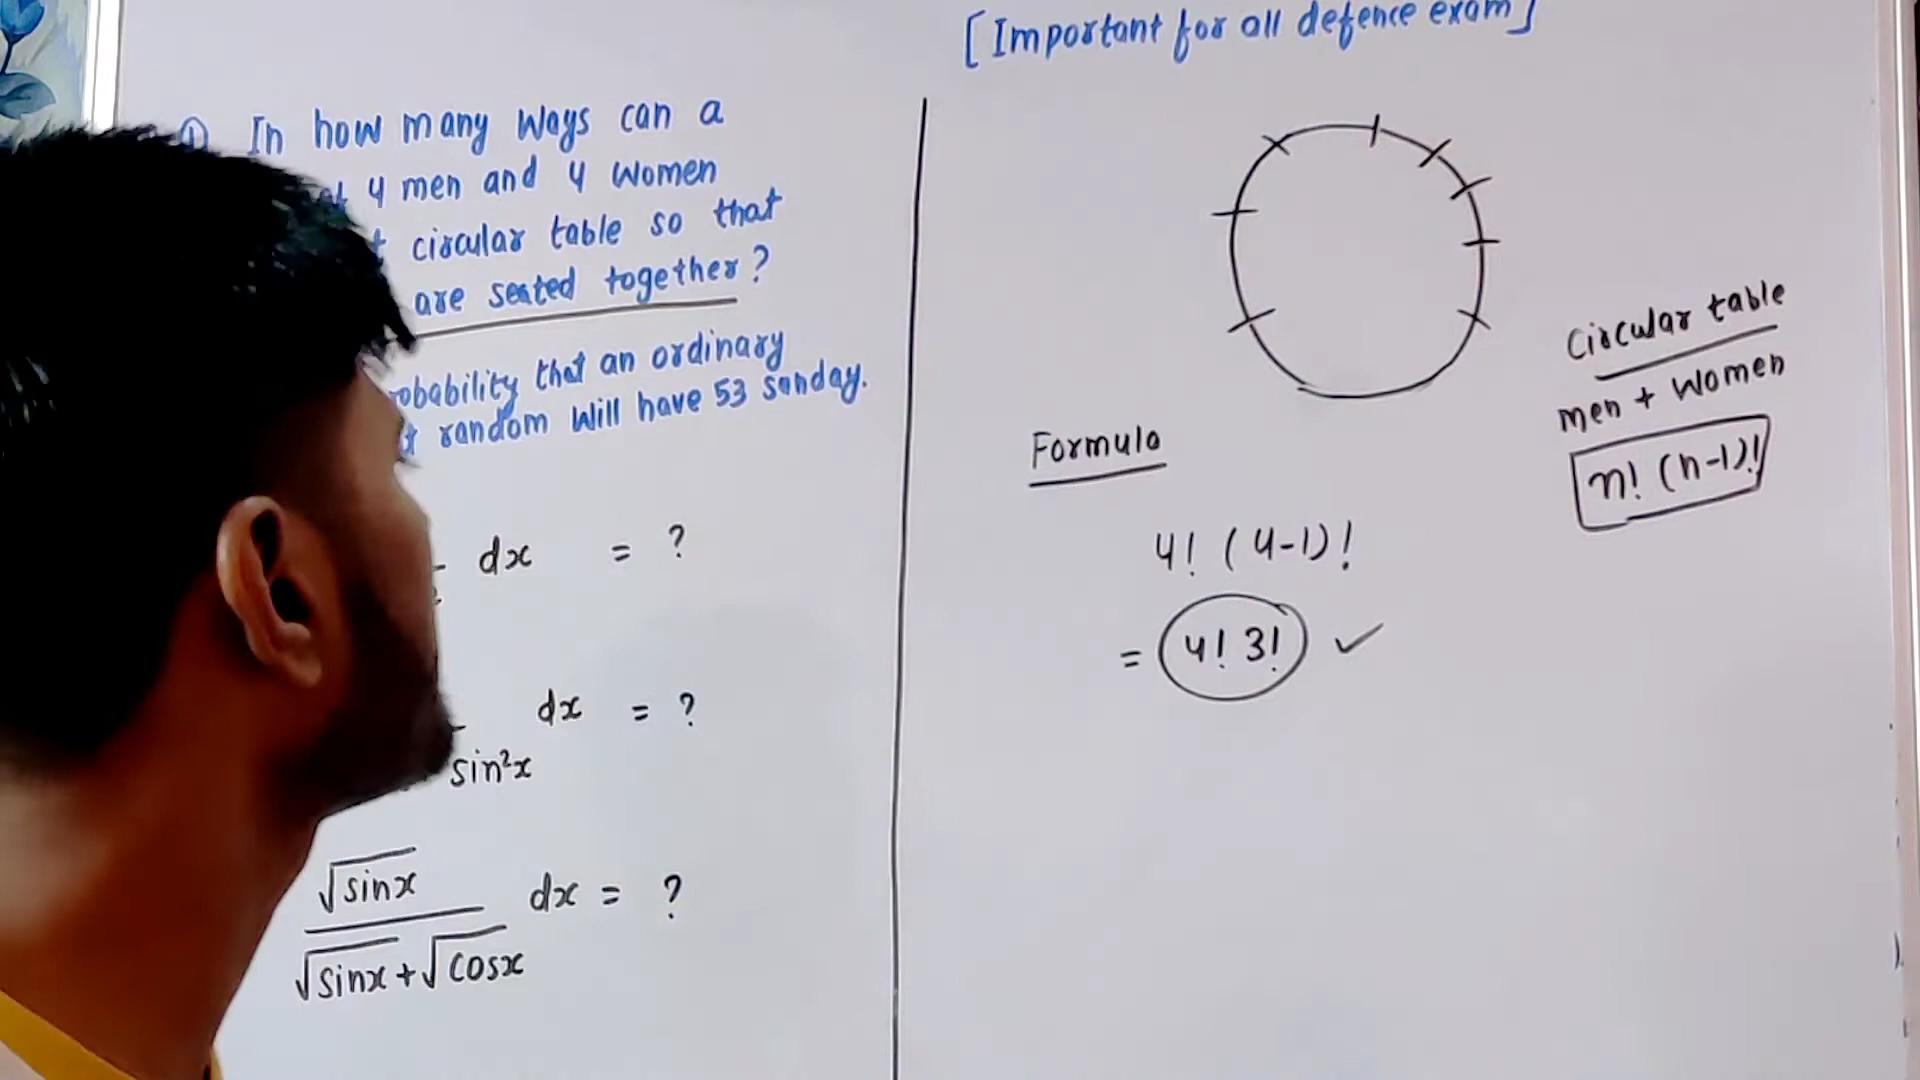 [Important for all defence exam]
① In how many ways can a
4 men and 4 women
circular table so that
are seated together?
probability that an ordinary
random will have 53 sunday.
dx = ?
dx = ?
sin²x
√sinx
dx = ?
√sinx + √cosx
Circular table
men + women
n! (n-1)!
Formula
4! (4-1)!
= 4! 3! ✓